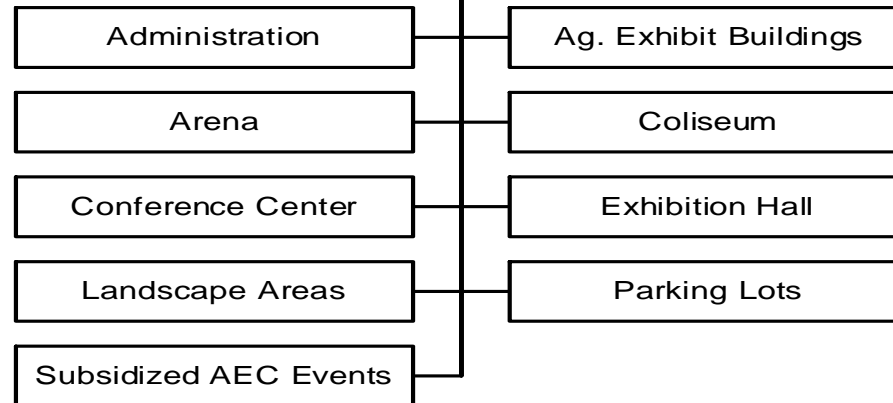 Administration
Ag. Exhibit Buildings
Arena
Coliseum
Conference Center
Exhibition Hall
Landscape Areas
Parking Lots
Subsidized AEC Events